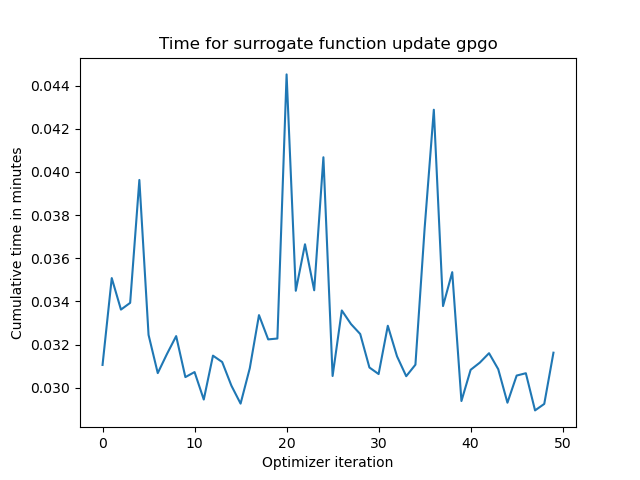 Time for surrogate function update gpgo
0.044
0.042
0.040
0.038
0.036
0.034
0.032
0.030
Cumulative time in minutes
0 10 20 30 40 50
Optimizer iteration